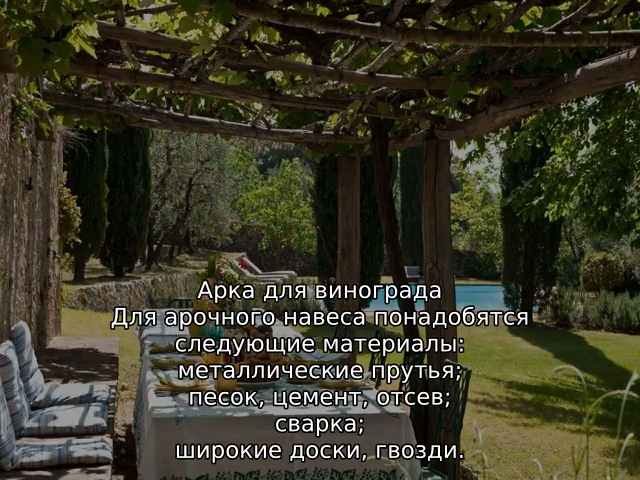 Арка для винограда
Для арочного навеса понадобятся
следующие материалы:
металлические прутья;
песок, цемент, отсев;
сварка;
широкие доски, гвозди.